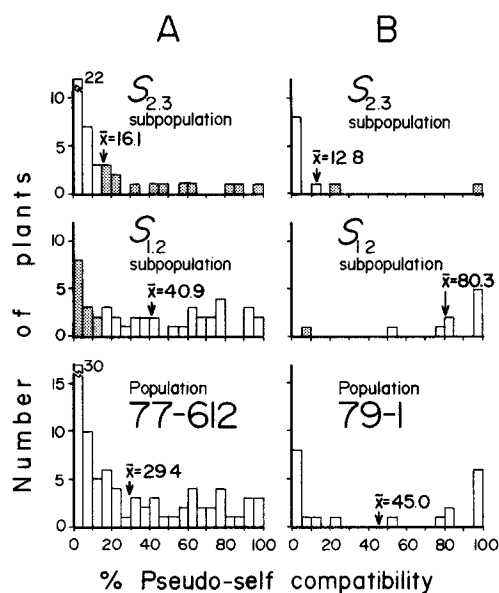 A
B
Number of plants
22
S2.3
subpopulation
x̄=16.1
10
5
0
S2.3
subpopulation
x̄=12.8
S1.2
subpopulation
x̄=40.9
10
5
0
S1.2
subpopulation
x̄=80.3
30
Population
77-612
x̄=29.4
15
10
5
0
Population
79-1
x̄=45.0
0 20 40 60 80 100
0 20 40 60 80 100
% Pseudo-self compatibility